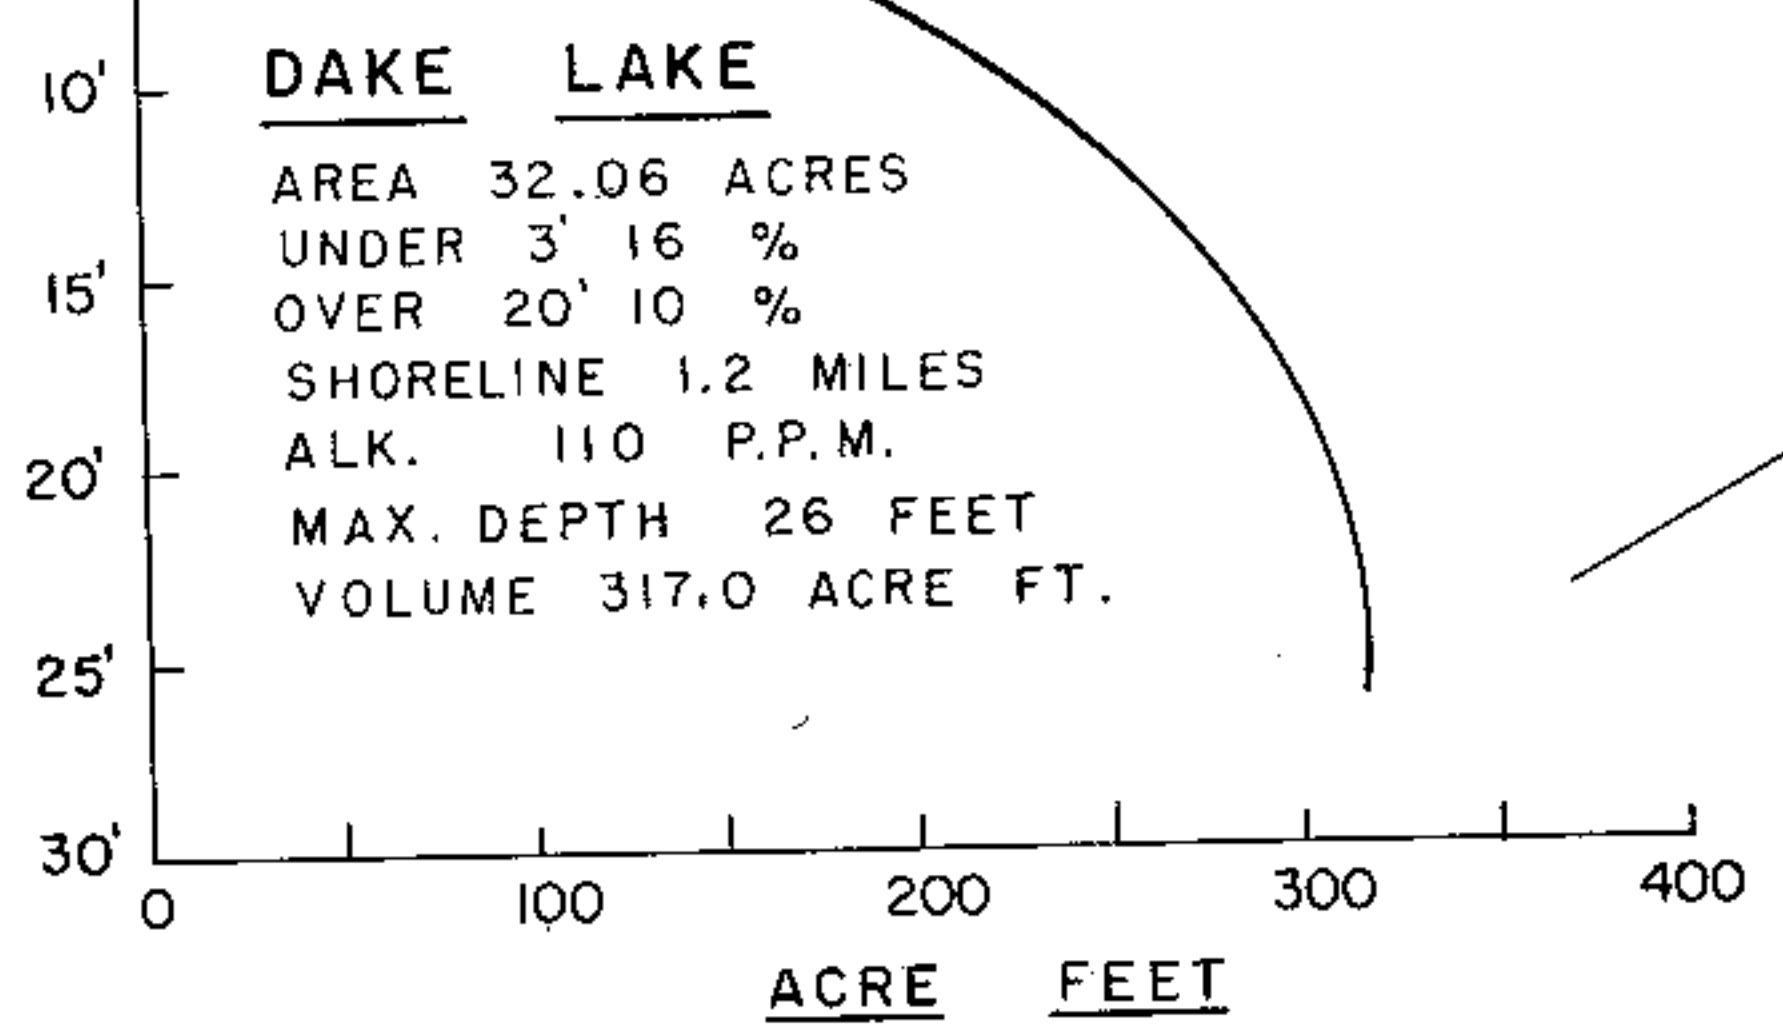 DAKE LAKE
AREA 32.06 ACRES
UNDER 3' 16 %
OVER 20' 10 %
SHORELINE 1.2 MILES
ALK. 110 P.P.M.
MAX. DEPTH 26 FEET
VOLUME 317.0 ACRE FT.
10'
15'
20'
25'
30'
0 100 200 300 400
ACRE FEET